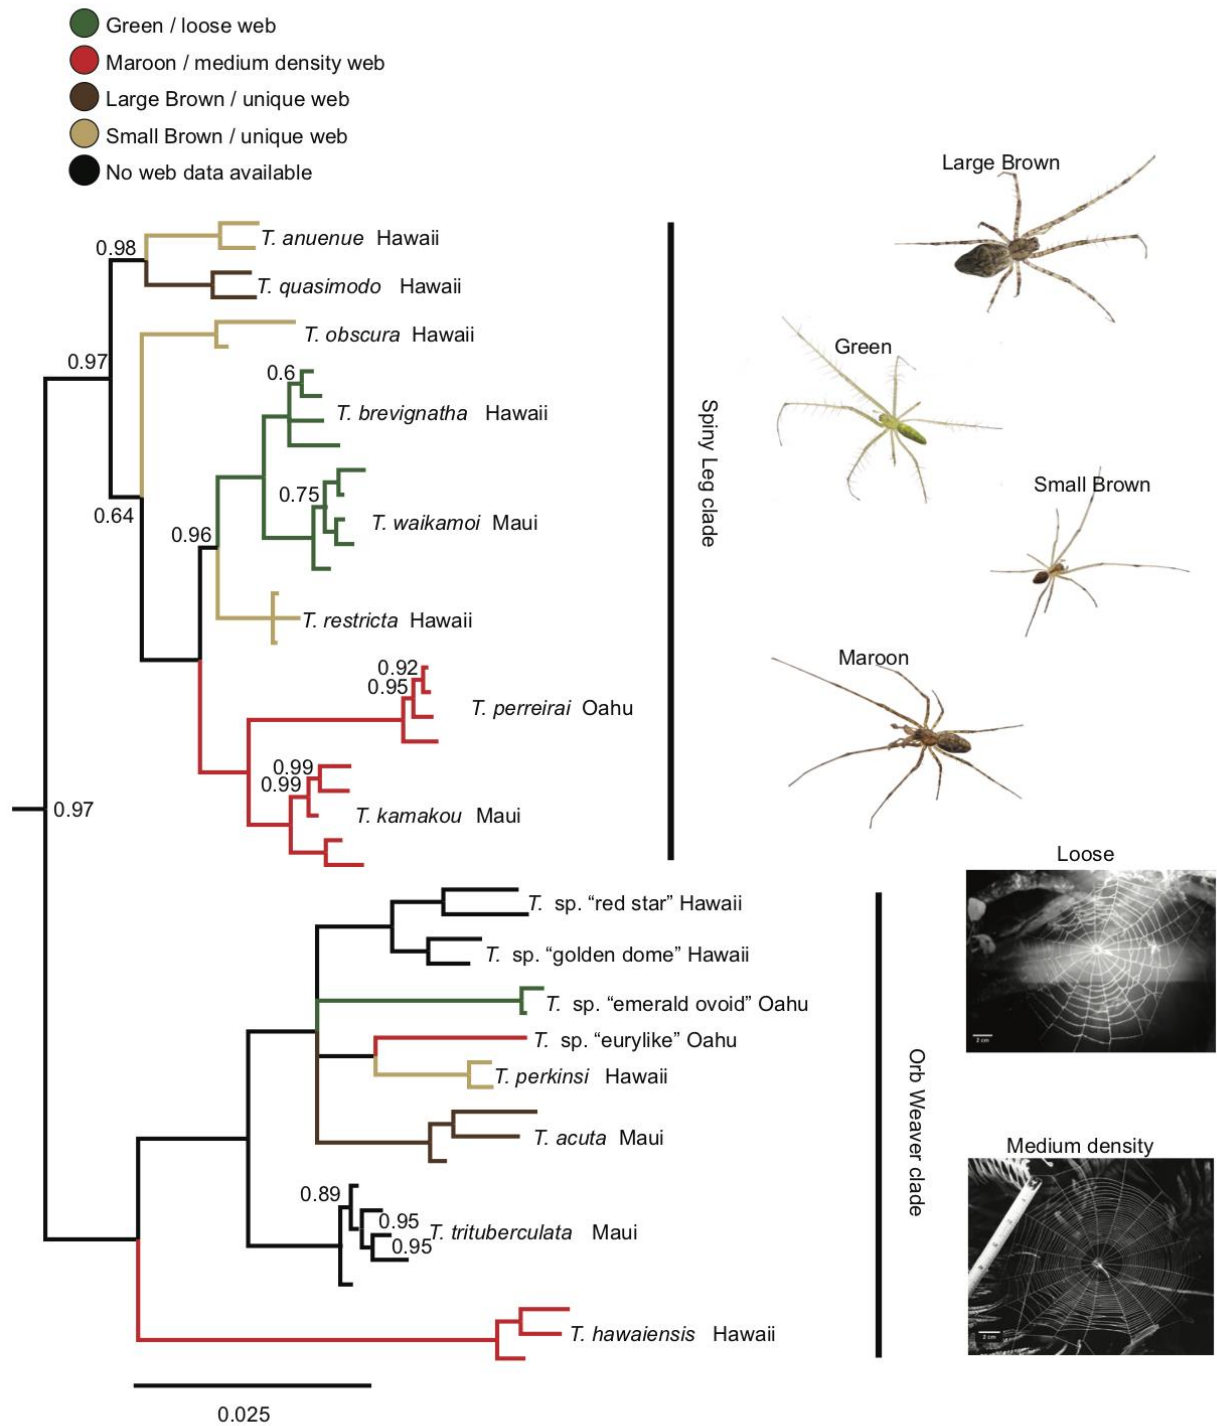 Green / loose web
Maroon / medium density web
Large Brown / unique web
Small Brown / unique web
No web data available
Large Brown
Green
Small Brown
Maroon
Loose
2 cm
Medium density
2 cm
0.98
T. anuenue Hawaii
T. quasimodo Hawaii
0.97
T. obscura Hawaii
0.6
T. brevignatha Hawaii
0.75
0.64
T. waikamoi Maui
0.96
T. restricta Hawaii
0.92
0.95
T. perreirai Oahu
0.99
0.99
T. kamakou Maui
0.97
Spiny Leg clade
T. sp. “red star” Hawaii
T. sp. “golden dome” Hawaii
T. sp. “emerald ovoid” Oahu
T. sp. “eurylike” Oahu
T. perkinsi Hawaii
T. acuta Maui
0.89
0.95
T. trituberculata Maui
0.95
T. hawaiensis Hawaii
Orb Weaver clade
0.025